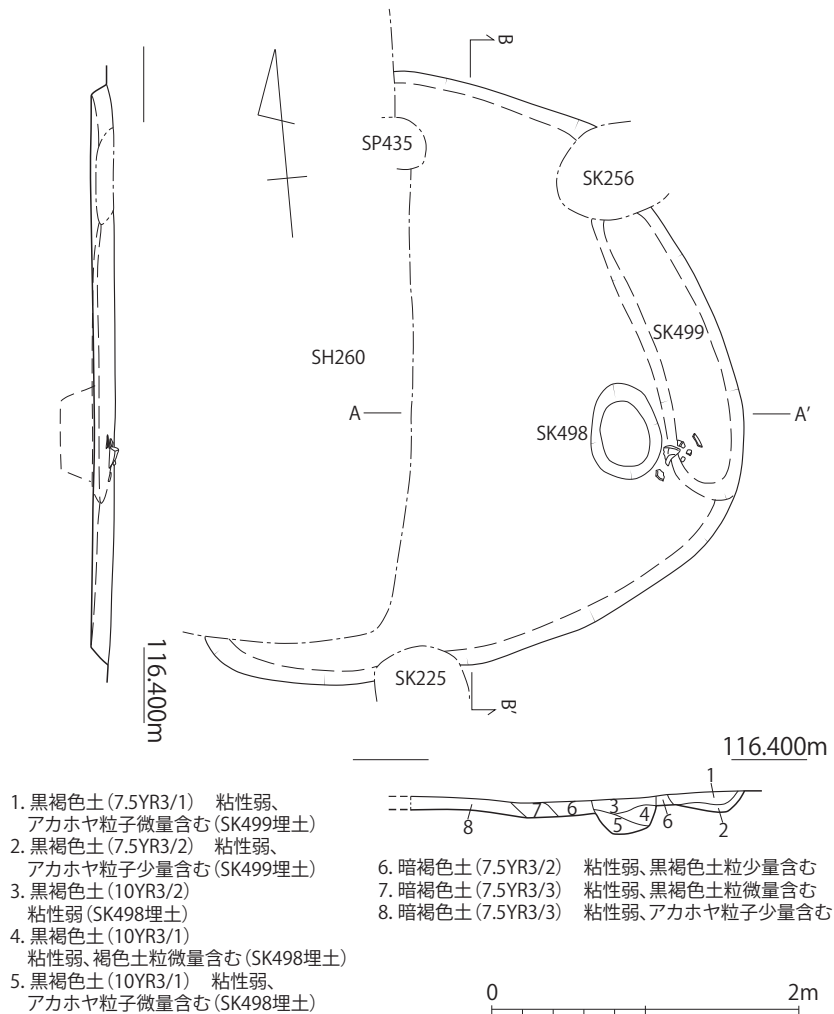 B
SP435
SK256
SK499
SH260
A
A'
SK498
SK225
B'
116.400m
116.400m
1
3
6
7
4
6
5
2
8
1. 黒褐色土(7.5YR3/1) 粘性弱、
アカホヤ粒子微量含む(SK499埋土)
2. 黒褐色土(7.5YR3/2) 粘性弱、
アカホヤ粒子少量含む(SK499埋土)
3. 黒褐色土(10YR3/2)
粘性弱(SK498埋土)
4. 黒褐色土(10YR3/1)
粘性弱、褐色土粒微量含む(SK498埋土)
5. 黒褐色土(10YR3/1) 粘性弱、
アカホヤ粒子微量含む(SK498埋土)
6. 暗褐色土(7.5YR3/2) 粘性弱、黒褐色土粒少量含む
7. 暗褐色土(7.5YR3/3) 粘性弱、黒褐色土粒微量含む
8. 暗褐色土(7.5YR3/3) 粘性弱、アカホヤ粒子少量含む
0 2m